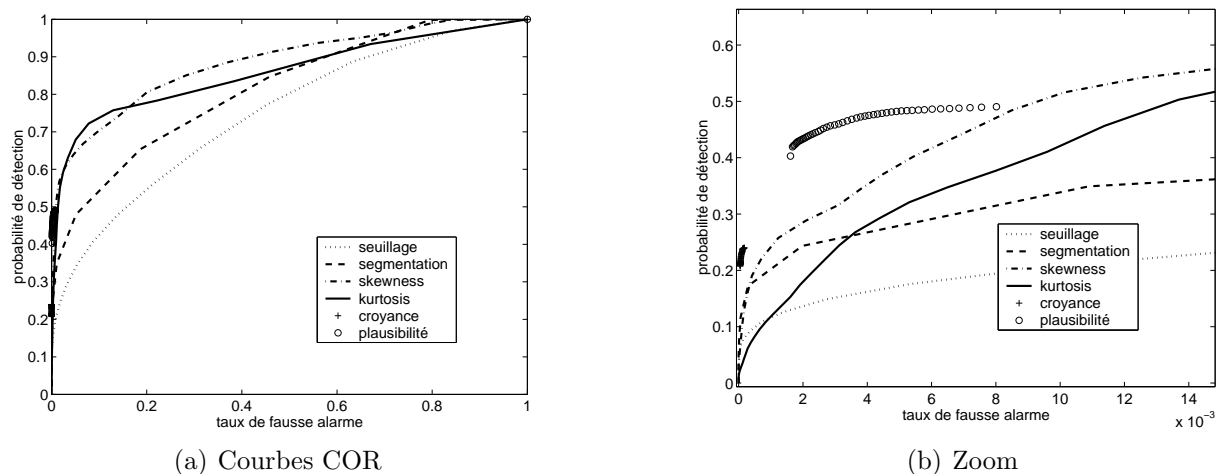 1
0.9
0.8
0.7
0.6
0.5
0.4
0.3
0.2
0.1
0
probabilité de détection
0
0.2
0.4
0.6
0.8
1
taux de fausse alarme
seuillage
segmentation
skewness
kurtosis
croyance
plausibilité
(a) Courbes COR
0.6
0.5
0.4
0.3
0.2
0.1
0
probabilité de détection
0
2
4
6
8
10
12
14
x 10⁻³
taux de fausse alarme
seuillage
segmentation
skewness
kurtosis
croyance
plausibilité
(b) Zoom